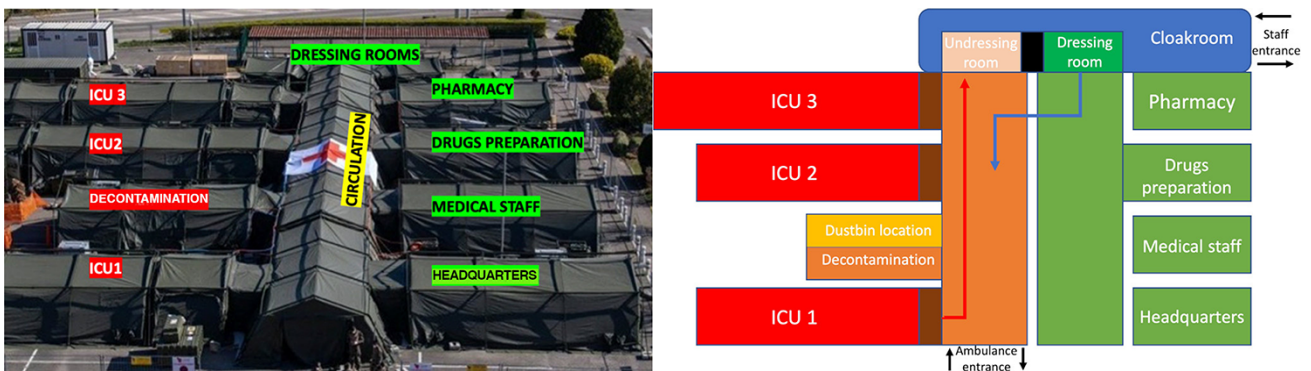 DRESSING ROOMS
ICU 3
PHARMACY
ICU2
DRUGS PREPARATION
CIRCULATION
DECONTAMINATION
MEDICAL STAFF
ICU1
HEADQUARTERS
Undressing
room
Dressing
room
Cloakroom
Staff
entrance
ICU 3
Pharmacy
ICU 2
Drugs
preparation
Dustbin location
Decontamination
Medical staff
ICU 1
Headquarters
Ambulance
entrance